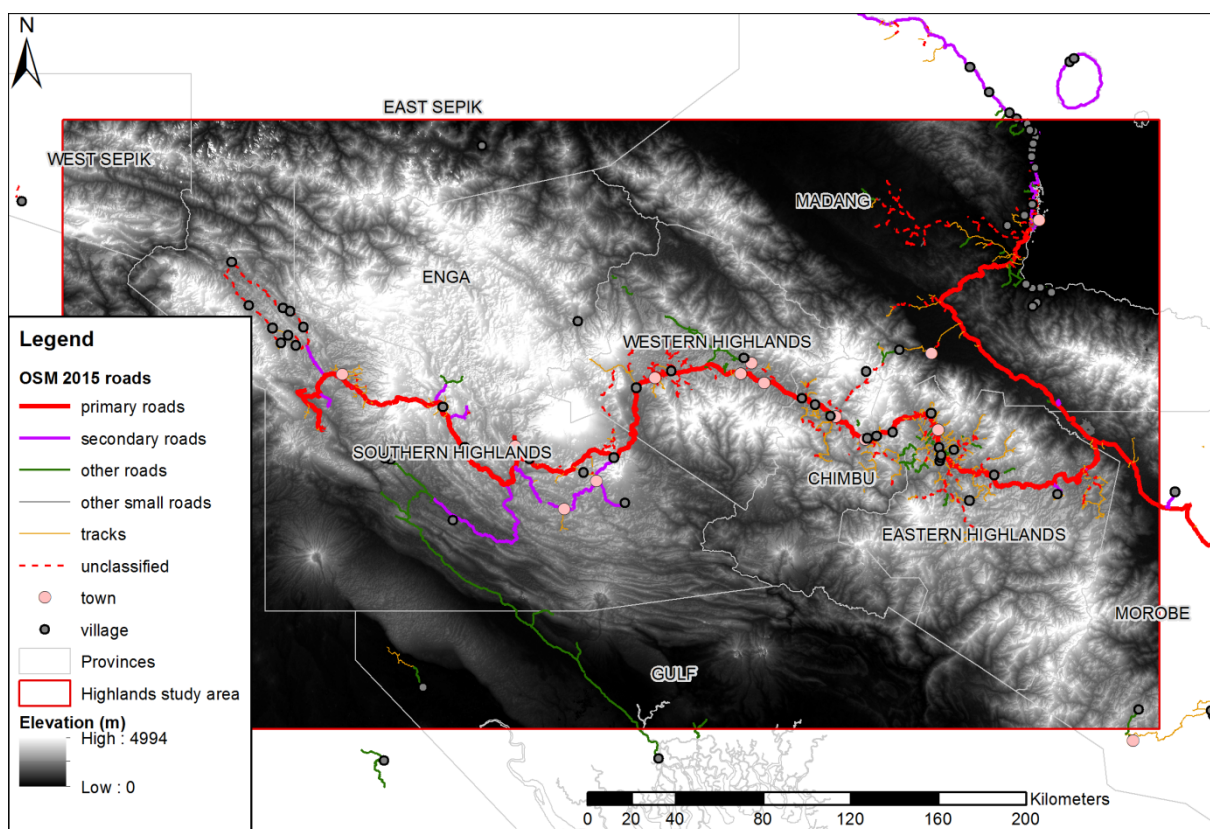 N
EAST SEPIK
WEST SEPIK
MADANG
ENGA
WESTERN HIGHLANDS
SOUTHERN HIGHLANDS
CHIMBU
EASTERN HIGHLANDS
MOROBE
GULF
Legend
OSM 2015 roads
primary roads
secondary roads
other roads
other small roads
tracks
unclassified
town
village
Provinces
Highlands study area
Elevation (m)
High : 4994
Low : 0
Kilometers
0 20 40 80 120 160 200